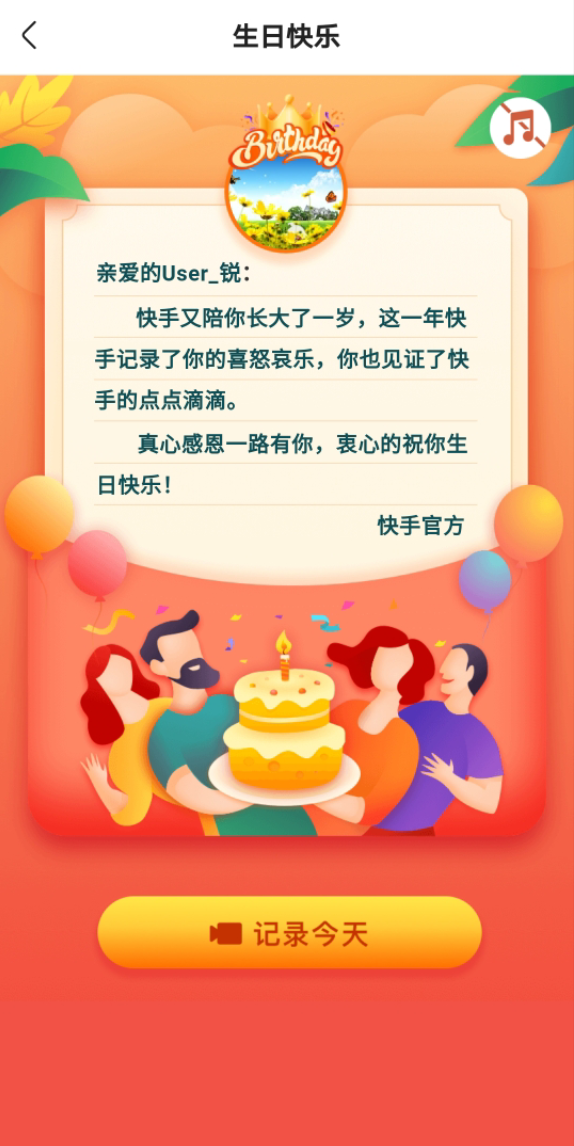 生日快乐
Birthday
亲爱的User_锐：
快手又陪你长大了一岁，这一年快
手记录了你的喜怒哀乐，你也见证了快
手的点点滴滴。
真心感恩一路有你，衷心的祝你生
日快乐！
快手官方
记录今天